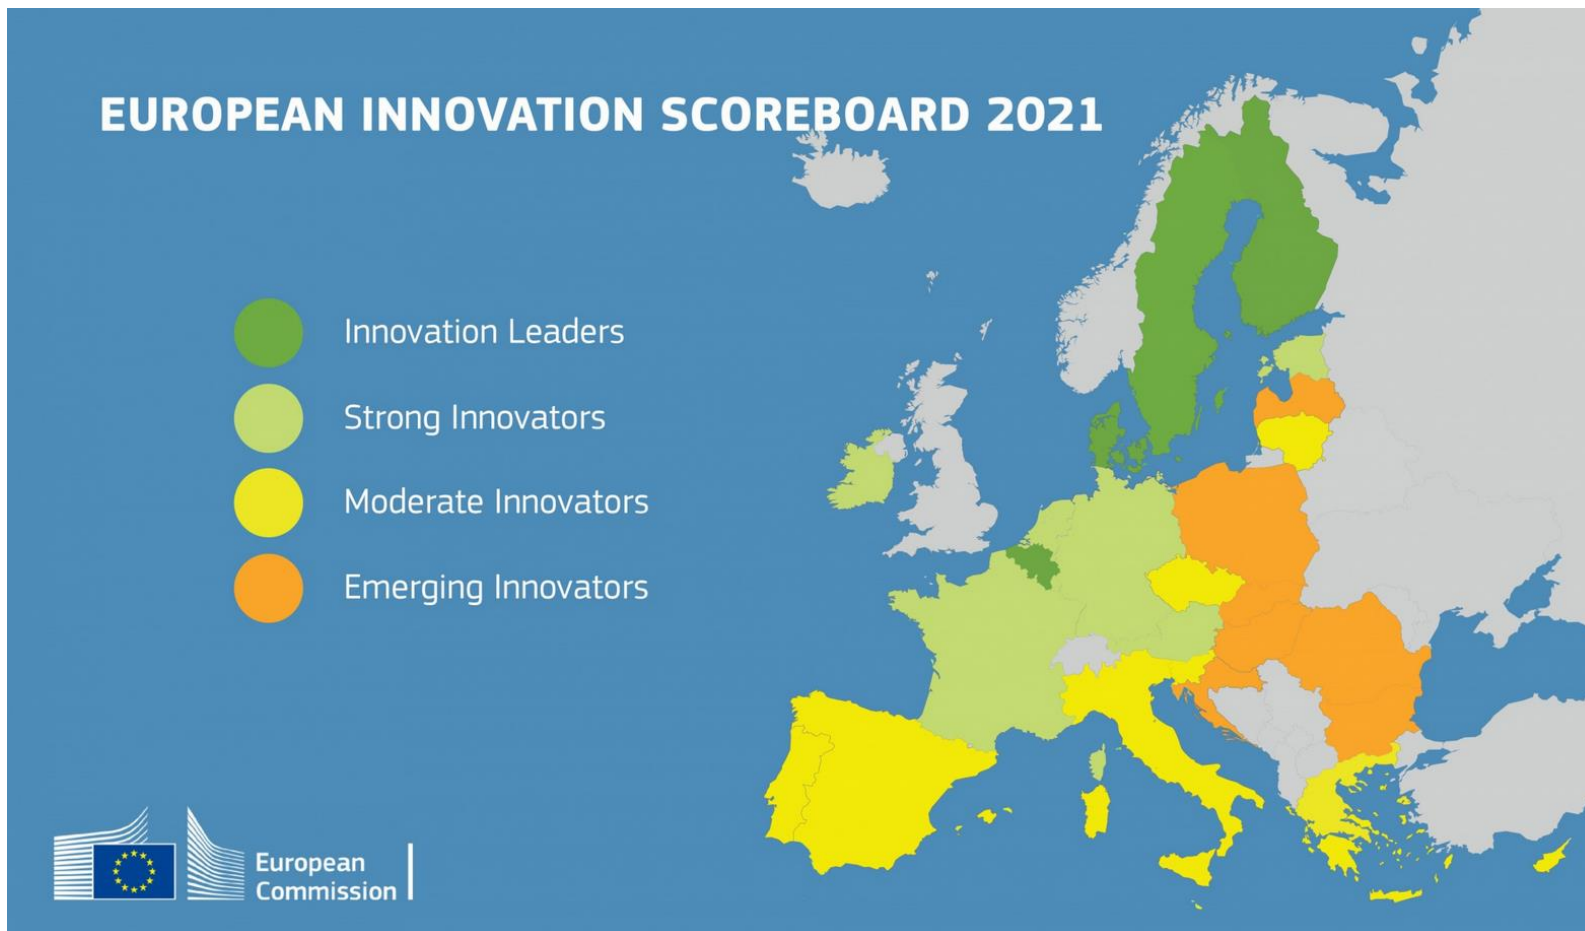 EUROPEAN INNOVATION SCOREBOARD 2021
Innovation Leaders
Strong Innovators
Moderate Innovators
Emerging Innovators
European
Commission